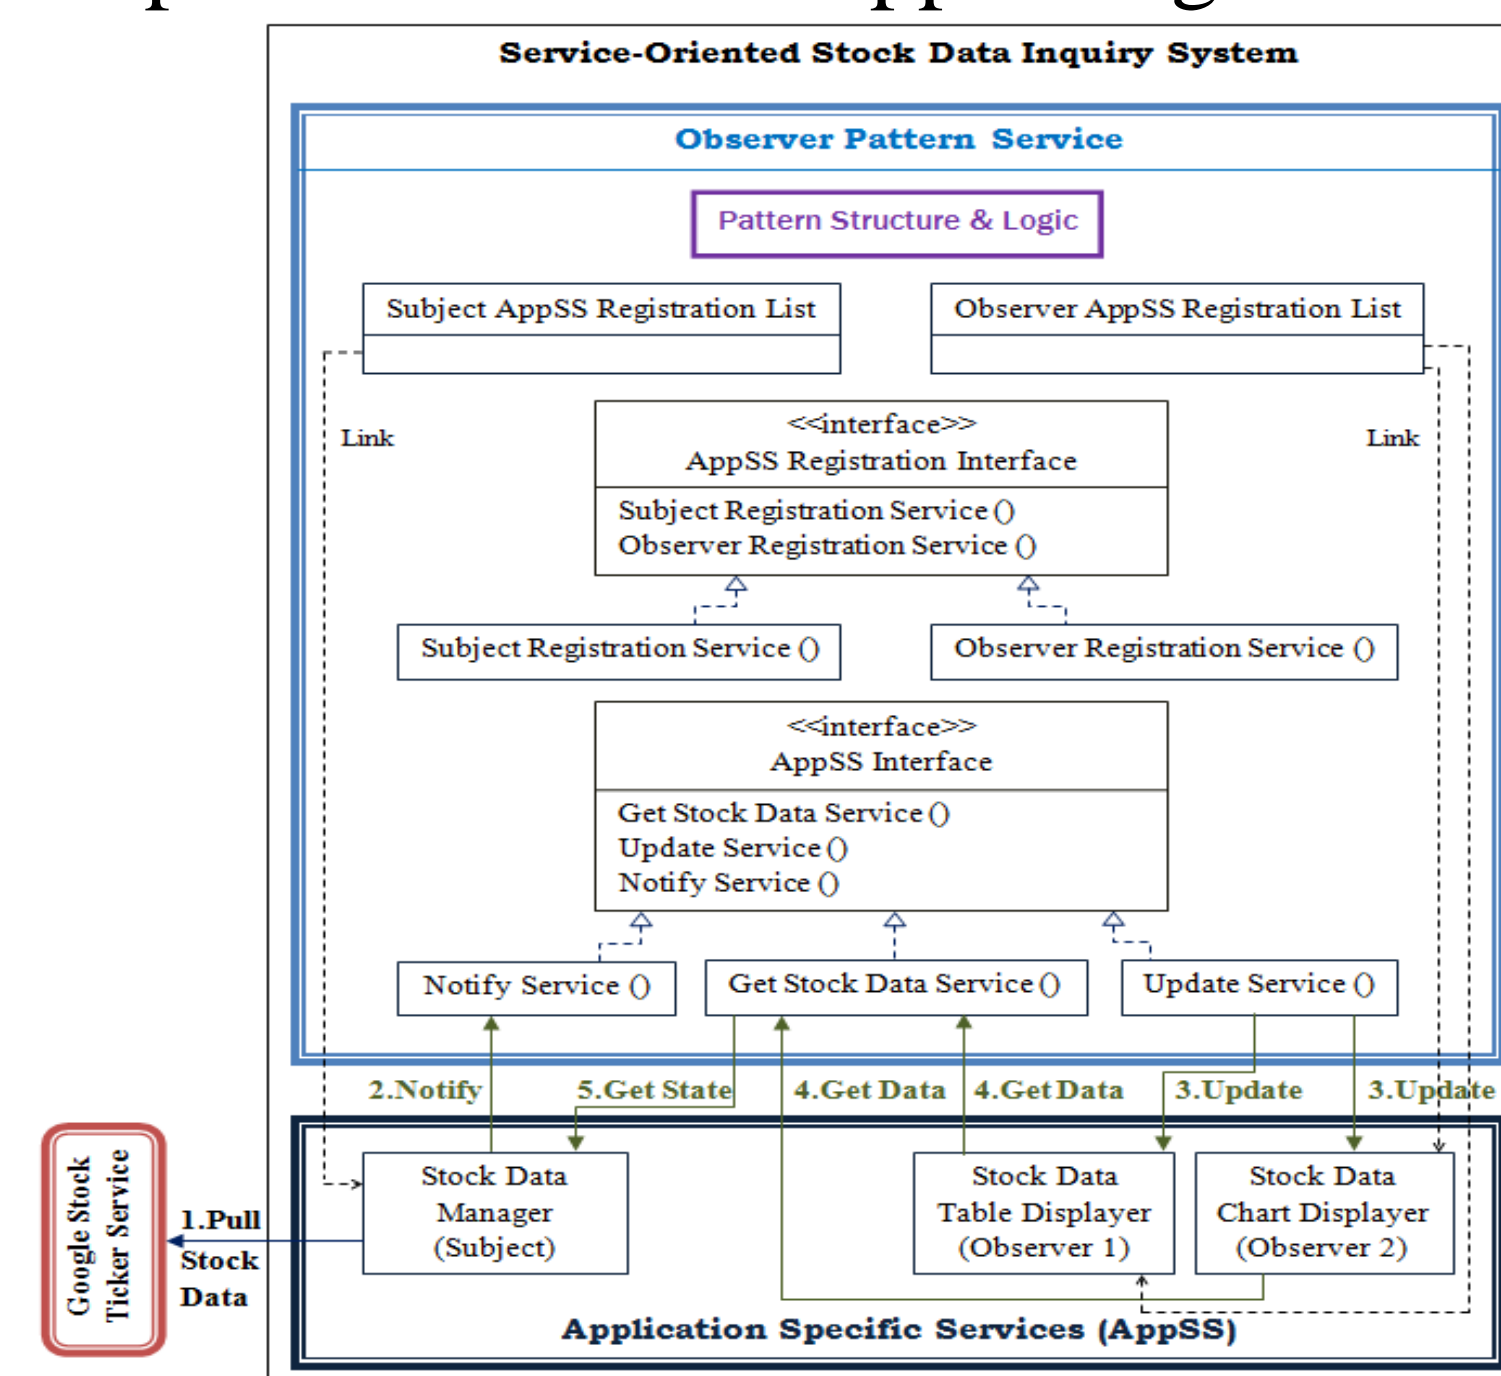 Service-Oriented Stock Data Inquiry System
Observer Pattern Service
Pattern Structure & Logic
Subject AppSS Registration List
Observer AppSS Registration List
Link
Link
<<interface>>
AppSS Registration Interface
Subject Registration Service ()
Observer Registration Service ()
Subject Registration Service ()
Observer Registration Service ()
<<interface>>
AppSS Interface
Get Stock Data Service ()
Update Service ()
Notify Service ()
Notify Service ()
Get Stock Data Service ()
Update Service ()
2.Notify
5.Get State
4.Get Data
4.Get Data
3.Update
3.Update
Google Stock
Ticker Service
1.Pull
Stock
Data
Stock Data
Manager
(Subject)
Stock Data
Table Displayer
(Observer 1)
Stock Data
Chart Displayer
(Observer 2)
Application Specific Services (AppSS)